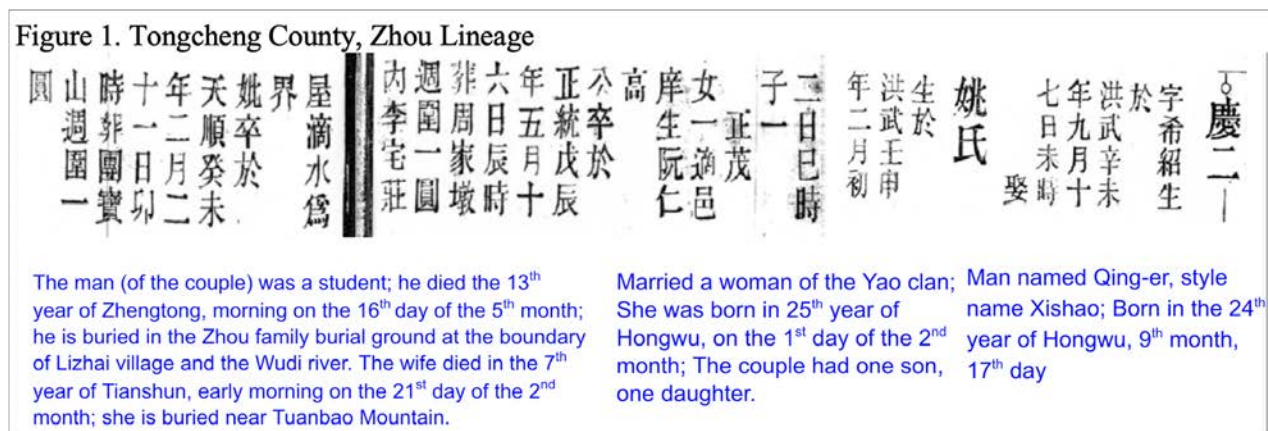 Figure 1. Tongcheng County, Zhou Lineage
慶二
字希紹生
於
洪武辛未
年九月十
七日未時
娶
姚氏
生於
洪武壬申
年二月初
二日巳時
子一
正茂
女一適邑
庠生阮仁
高
公卒於
正統戊辰
年五月十
六日辰時
葬周家墩
週圍一圓
內李宅莊
屋滴水爲
界
妣卒於
天順癸未
年二月二
十一日卯
時葬團寶
山週圍一
圓
The man (of the couple) was a student; he died the 13th
year of Zhengtong, morning on the 16th day of the 5th month;
he is buried in the Zhou family burial ground at the boundary
of Lizhai village and the Wudi river. The wife died in the 7th
year of Tianshun, early morning on the 21st day of the 2nd
month; she is buried near Tuanbao Mountain.
Married a woman of the Yao clan;
She was born in 25th year of
Hongwu, on the 1st day of the 2nd
month; The couple had one son,
one daughter.
Man named Qing-er, style
name Xishao; Born in the 24th
year of Hongwu, 9th month,
17th day